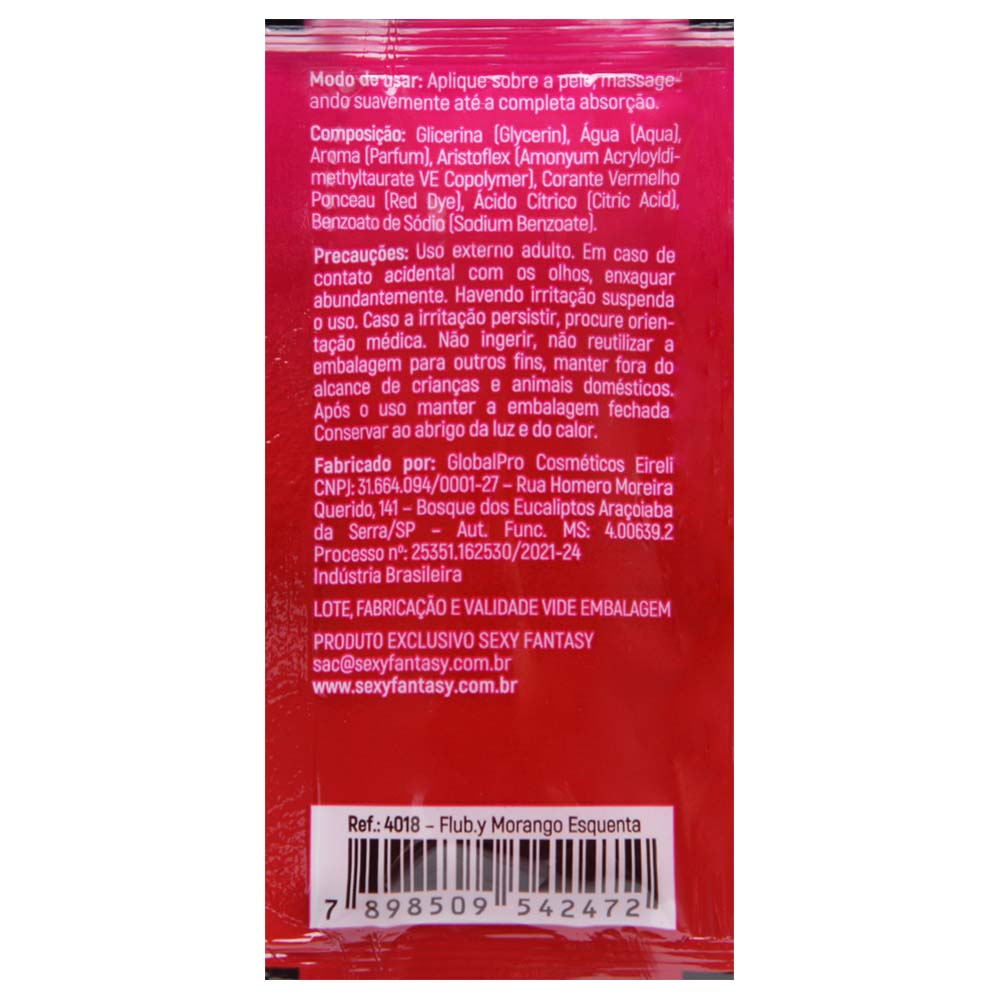 Modo de usar: Aplique sobre a pele, massage-
ando suavemente até a completa absorção.
Composição: Glicerina (Glycerin), Água (Aqua),
Aroma (Parfum), Aristoflex (Amonyum Acryloyldi-
methyltaurate VE Copolymer), Corante Vermelho
Ponceau (Red Dye), Ácido Cítrico (Citric Acid),
Benzoato de Sódio (Sodium Benzoate).
Precauções: Uso externo adulto. Em caso de
contato acidental com os olhos, enxaguar
abundantemente. Havendo irritação suspenda
o uso. Caso a irritação persistir, procure orien-
tação médica. Não ingerir, não reutilizar a
embalagem para outros fins, manter fora do
alcance de crianças e animais domésticos.
Após o uso manter a embalagem fechada.
Conservar ao abrigo da luz e do calor.
Fabricado por: GlobalPro Cosméticos Eireli
CNPJ: 31.664.094/0001-27 – Rua Homero Moreira
Querido, 141 – Bosque dos Eucaliptos Araçoiaba
da Serra/SP – Aut. Func. MS: 4.00639.2
Processo nº: 25351.162530/2021-24
Indústria Brasileira
LOTE, FABRICAÇÃO E VALIDADE VIDE EMBALAGEM
PRODUTO EXCLUSIVO SEXY FANTASY
sac@sexyfantasy.com.br
www.sexyfantasy.com.br
Ref.: 4018 – Flub.y Morango Esquenta
7 898509 542472